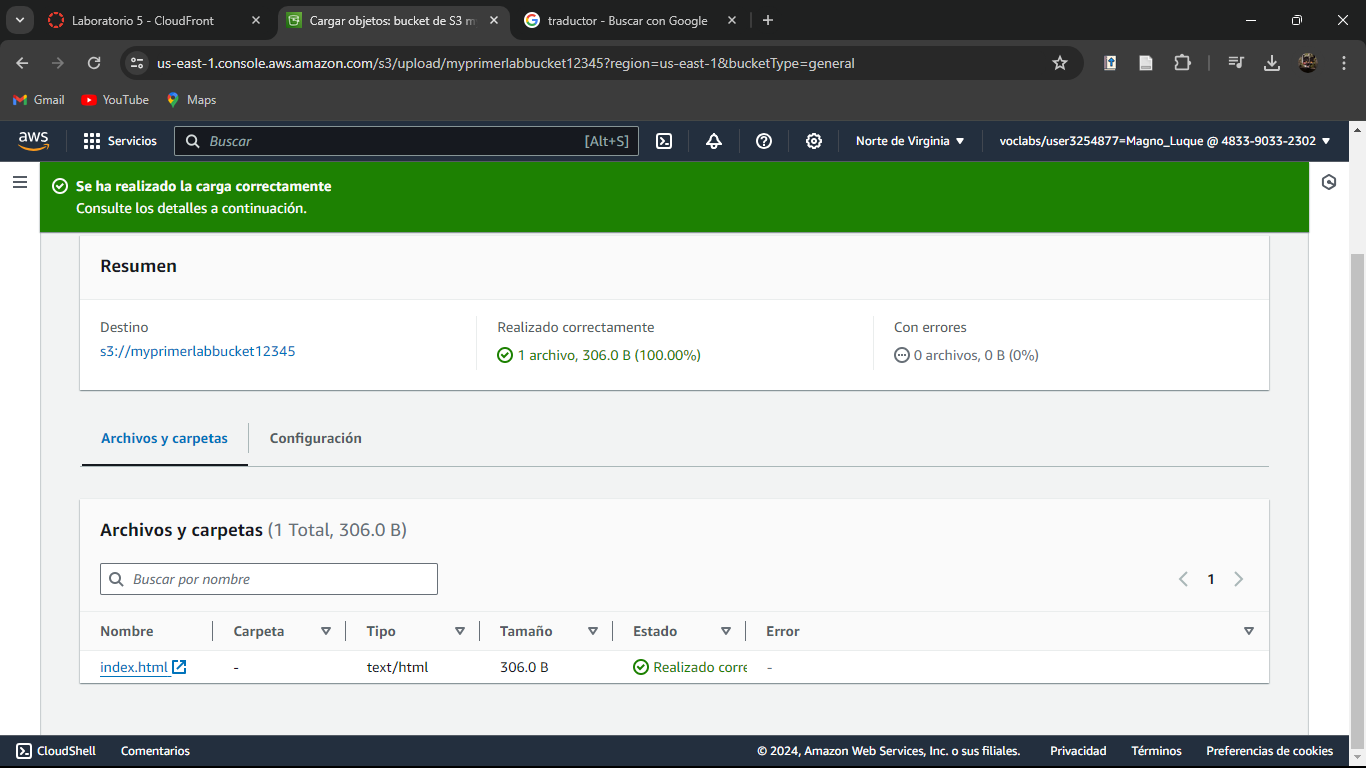 Laboratorio 5 - CloudFront
Cargar objetos: bucket de S3 m
traductor - Buscar con Google
us-east-1.console.aws.amazon.com/s3/upload/myprimerlabbucket12345?region=us-east-1&bucketType=general
Gmail
YouTube
Maps
aws
Servicios
Buscar
[Alt+S]
Norte de Virginia
voclabs/user3254877=Magno_Luque @ 4833-9033-2302
Se ha realizado la carga correctamente
Consulte los detalles a continuación.
Resumen
Destino
s3://myprimerlabbucket12345
Realizado correctamente
1 archivo, 306.0 B (100.00%)
Con errores
0 archivos, 0 B (0%)
Archivos y carpetas
Configuración
Archivos y carpetas (1 Total, 306.0 B)
Buscar por nombre
1
Nombre Carpeta Tipo Tamaño Estado Error
index.html - text/html 306.0 B Realizado corre -
CloudShell Comentarios © 2024, Amazon Web Services, Inc. o sus filiales. Privacidad Términos Preferencias de cookies